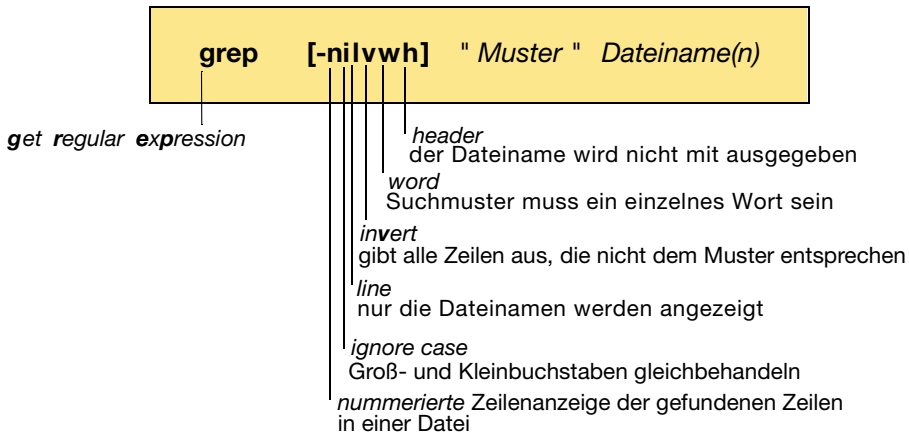 grep [-nilvwh] " Muster " Dateiname(n)
get regular expression
header
der Dateiname wird nicht mit ausgegeben
word
Suchmuster muss ein einzelnes Wort sein
invert
gibt alle Zeilen aus, die nicht dem Muster entsprechen
line
nur die Dateinamen werden angezeigt
ignore case
Groß- und Kleinbuchstaben gleichbehandeln
nummerierte Zeilenanzeige der gefundenen Zeilen
in einer Datei